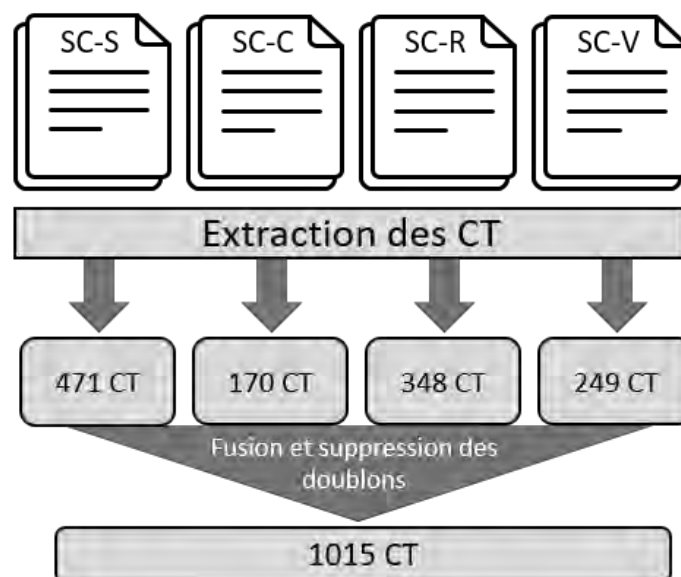 SC-S
SC-C
SC-R
SC-V
Extraction des CT
471 CT
170 CT
348 CT
249 CT
Fusion et suppression des
doublons
1015 CT